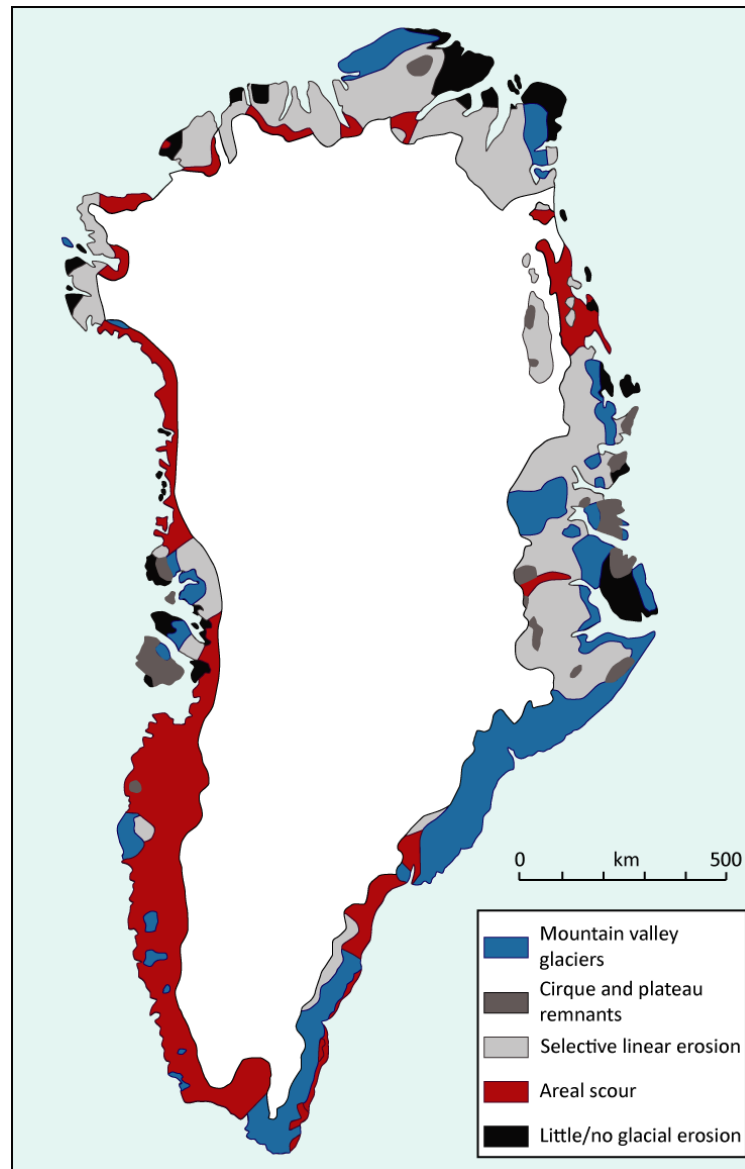 0 km 500
Mountain valley
glaciers
Cirque and plateau
remnants
Selective linear erosion
Areal scour
Little/no glacial erosion